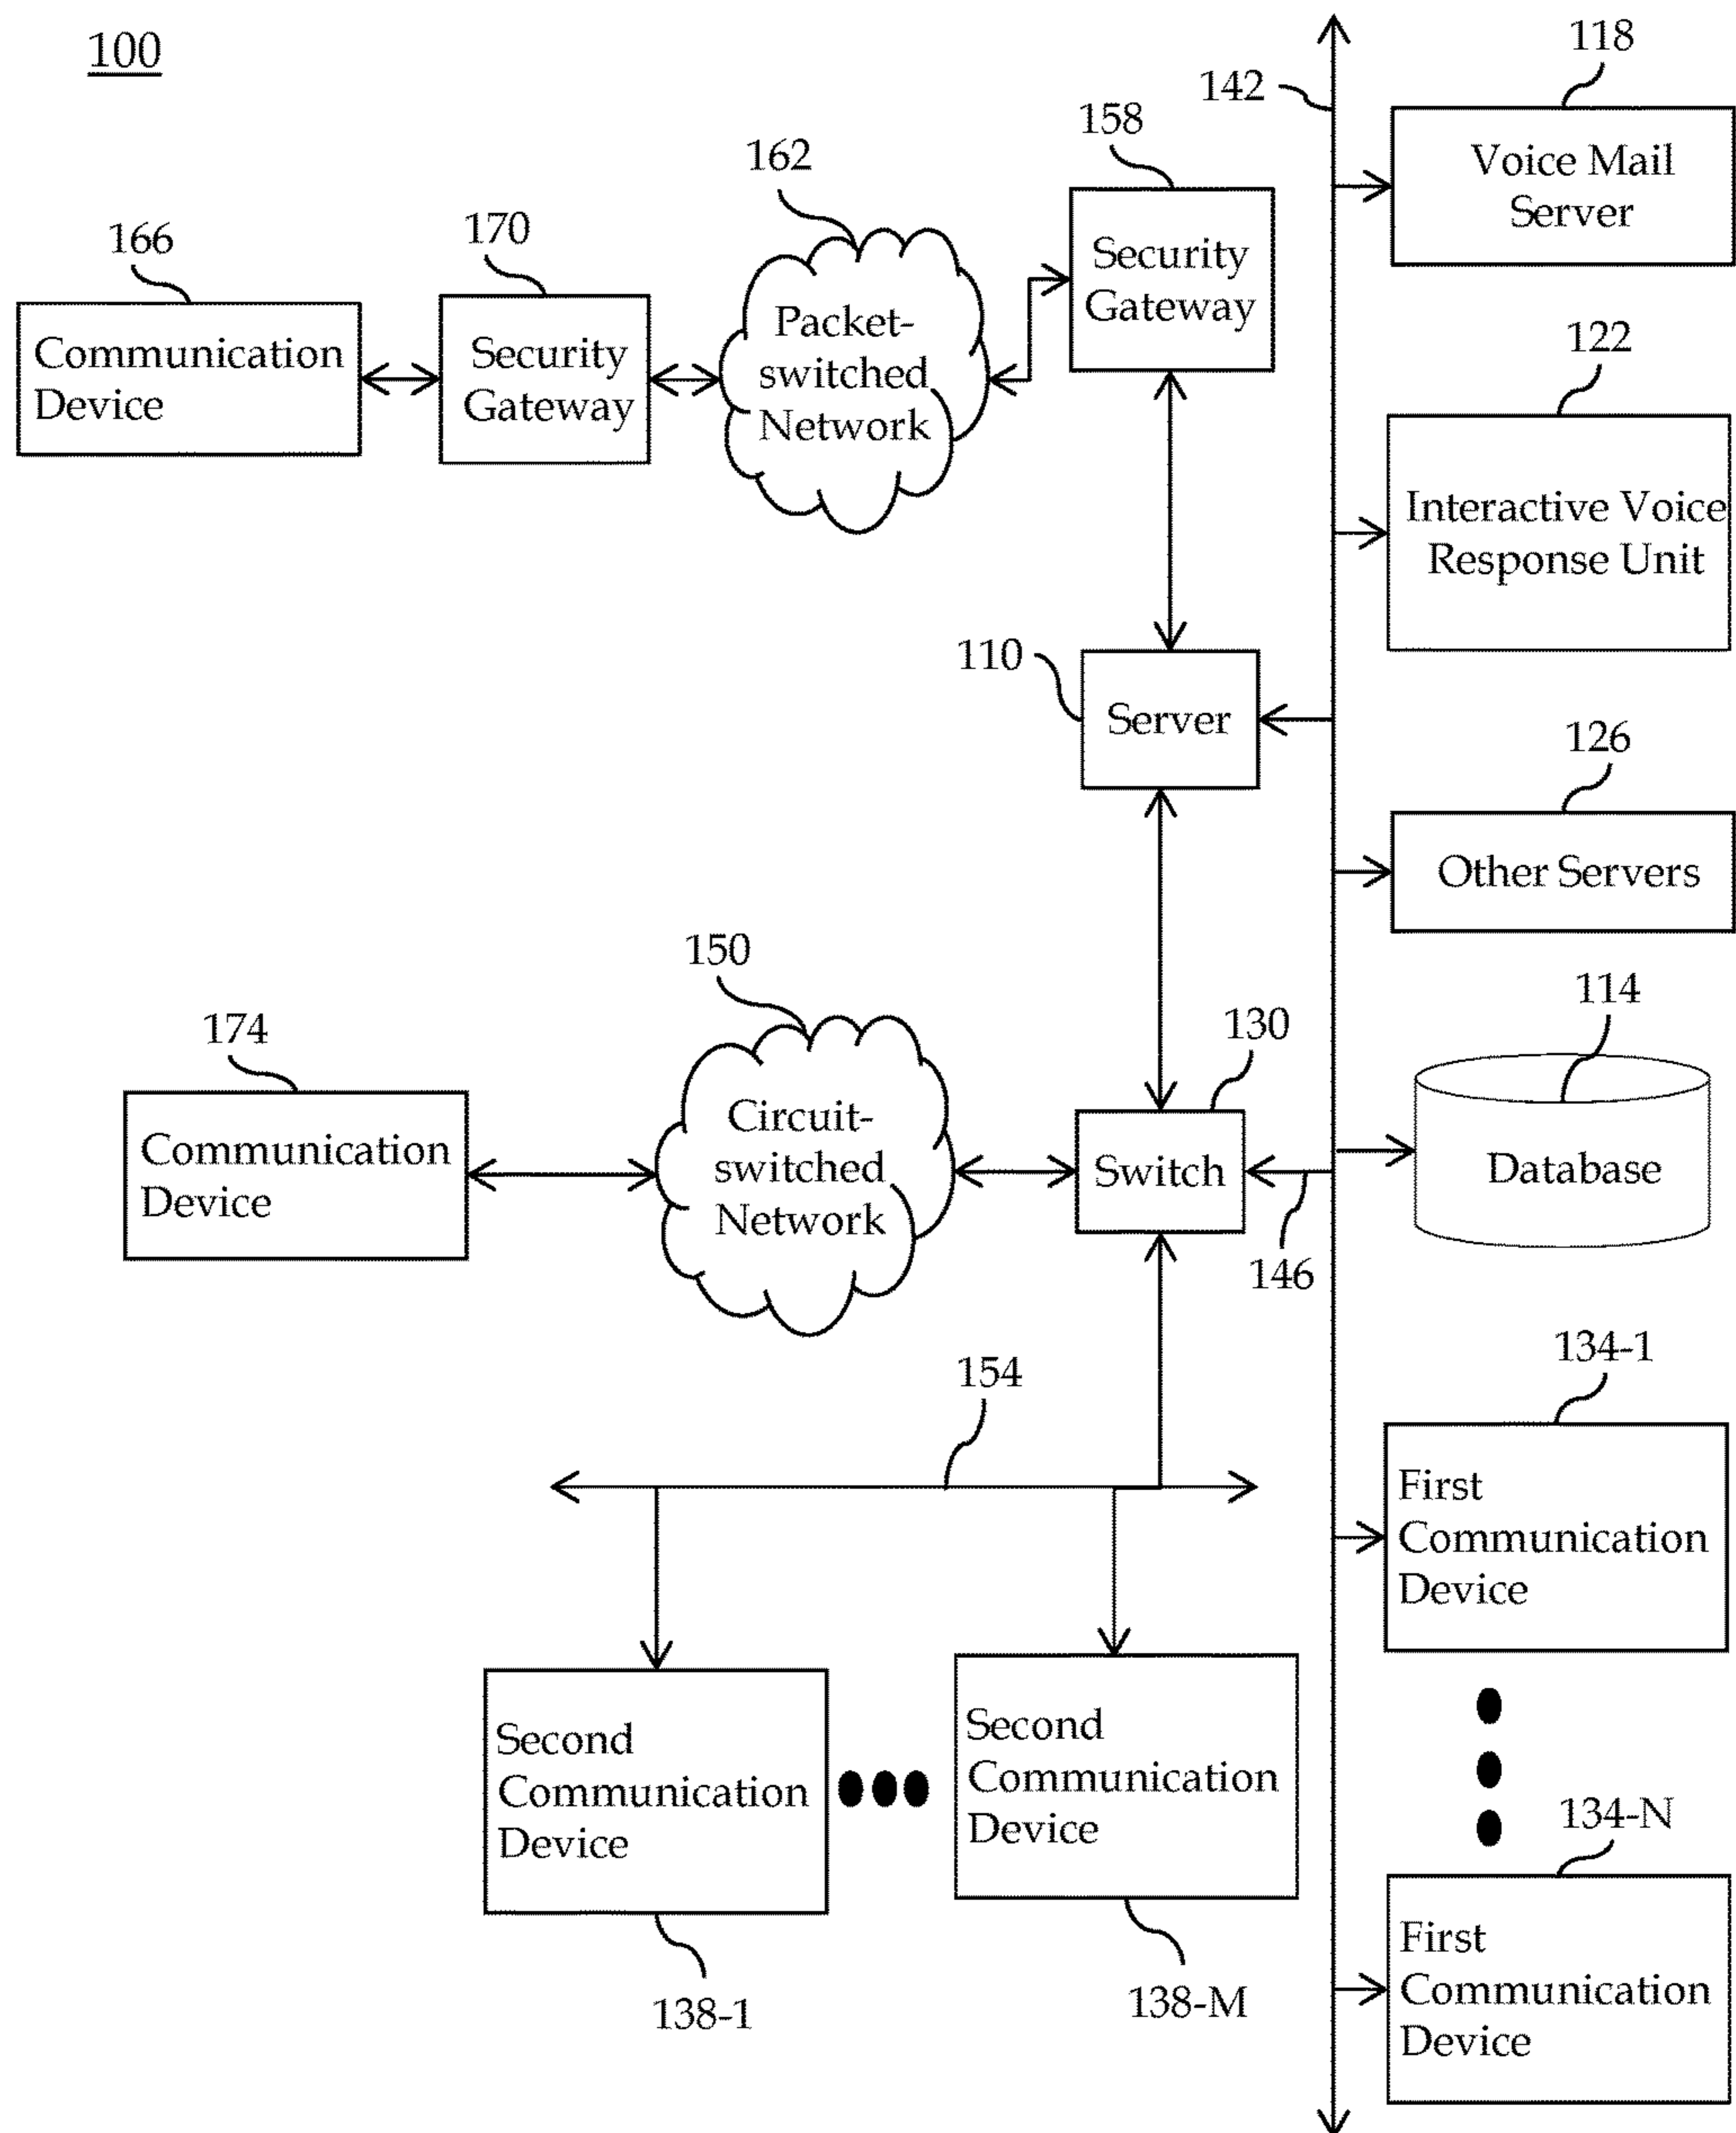 100
142
118
Voice Mail
Server
158
Security
Gateway
162
Packet-
switched
Network
170
Security
Gateway
166
Communication
Device
122
Interactive Voice
Response Unit
110
Server
126
Other Servers
150
Circuit-
switched
Network
174
Communication
Device
130
Switch
146
114
Database
154
134-1
First
Communication
Device
Second
Communication
Device
138-1
Second
Communication
Device
138-M
134-N
First
Communication
Device